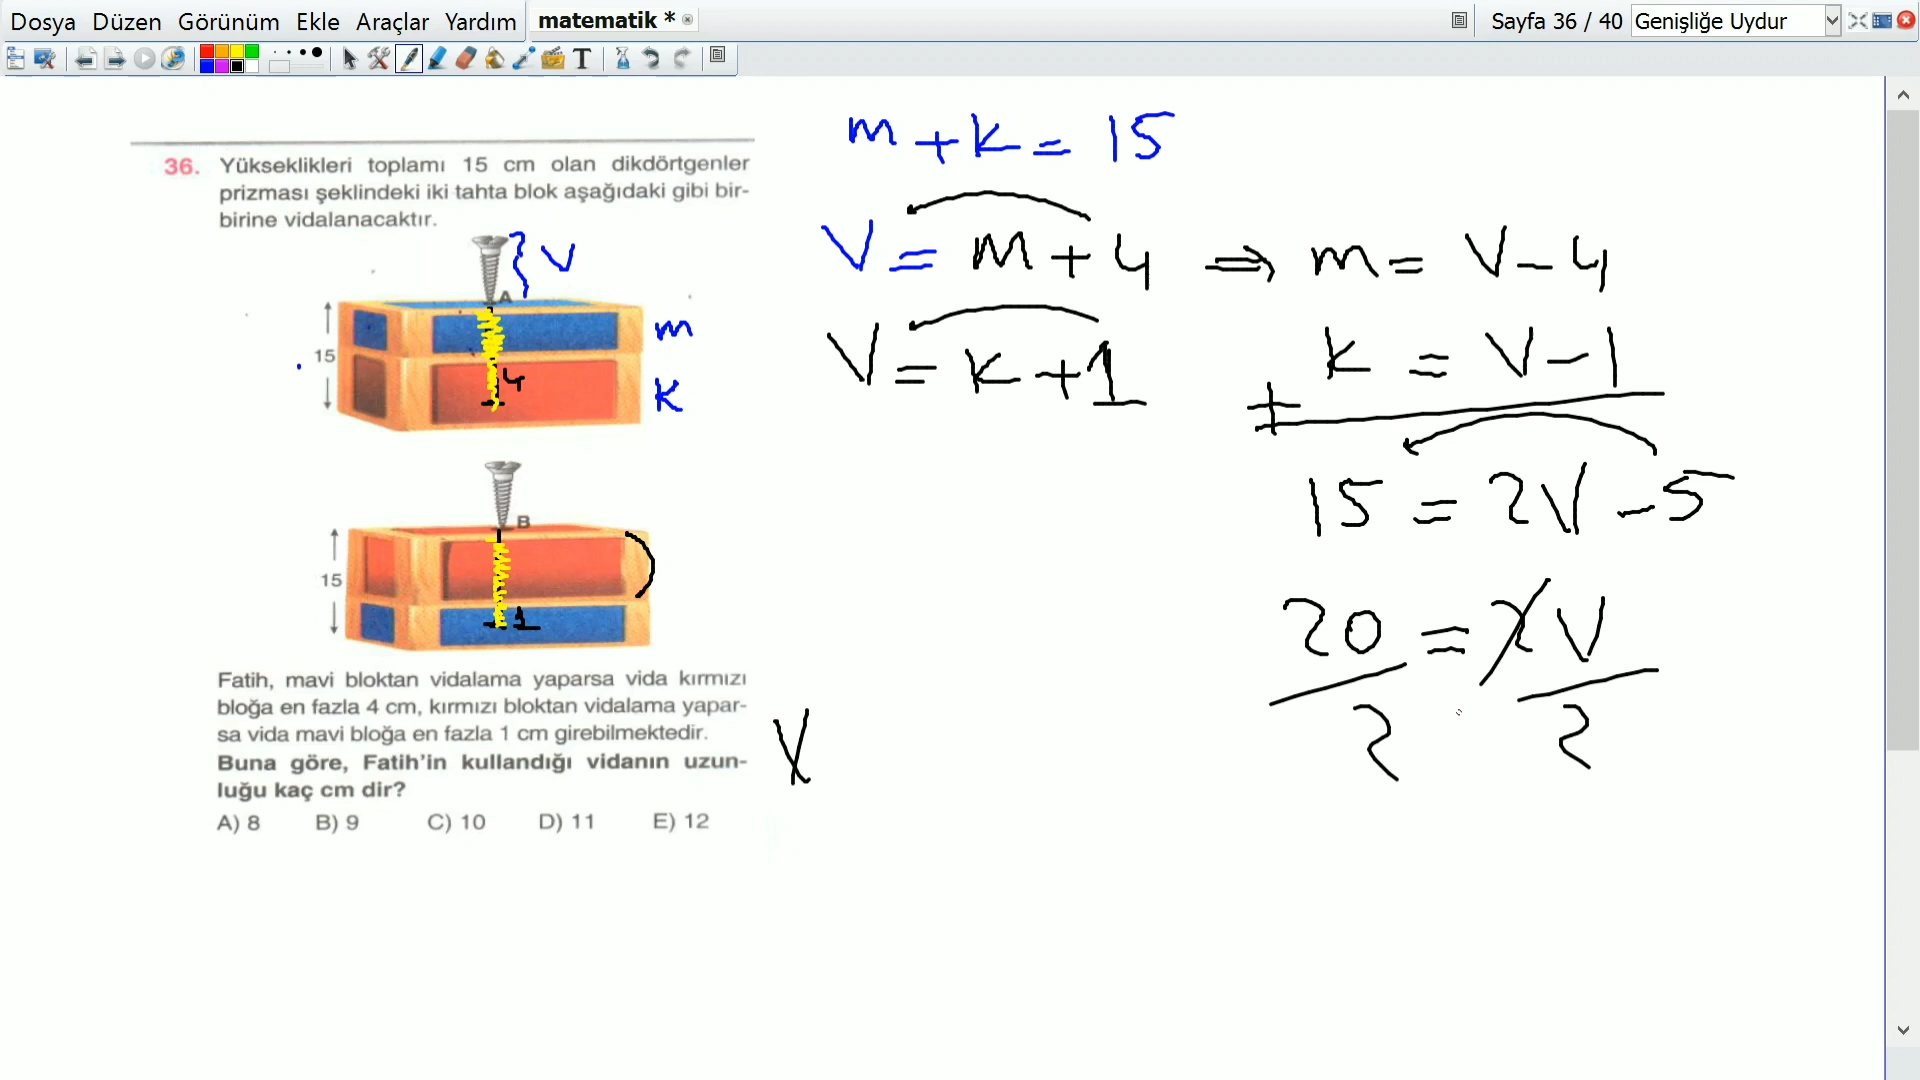 Dosya Düzen Görünüm Ekle Araçlar Yardım matematik * Sayfa 36 / 40 Genişliğe Uydur
T
36. Yükseklikleri toplamı 15 cm olan dikdörtgenler
prizması şeklindeki iki tahta blok aşağıdaki gibi bir-
birine vidalanacaktır.
V
A
m
15
4
K
B
15
1
Fatih, mavi bloktan vidalama yaparsa vida kırmızı
bloğa en fazla 4 cm, kırmızı bloktan vidalama yapar-
sa vida mavi bloğa en fazla 1 cm girebilmektedir.
Buna göre, Fatih'in kullandığı vidanın uzun-
luğu kaç cm dir?
A) 8 B) 9 C) 10 D) 11 E) 12
V
m + k = 15
V = m + 4 ⇒ m = V - 4
V = k + 1
k = V - 1
+
15 = 2V - 5
20 = 2V
2 2